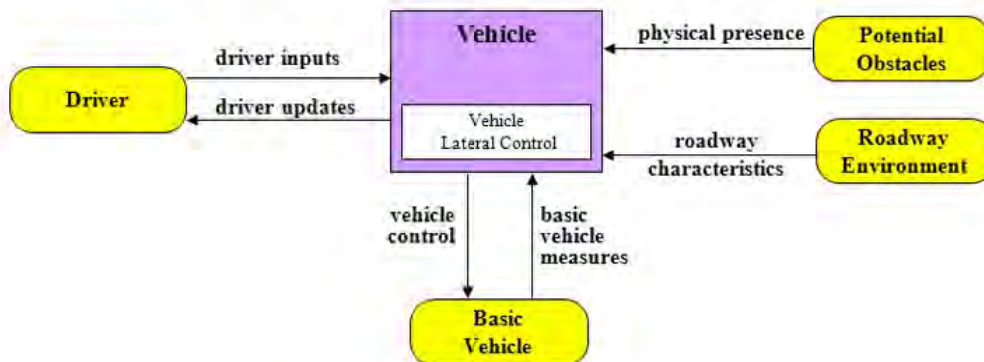 Vehicle
Vehicle
Lateral Control
Driver
driver inputs
driver updates
physical presence
Potential
Obstacles
roadway
characteristics
Roadway
Environment
vehicle
control
basic
vehicle
measures
Basic
Vehicle